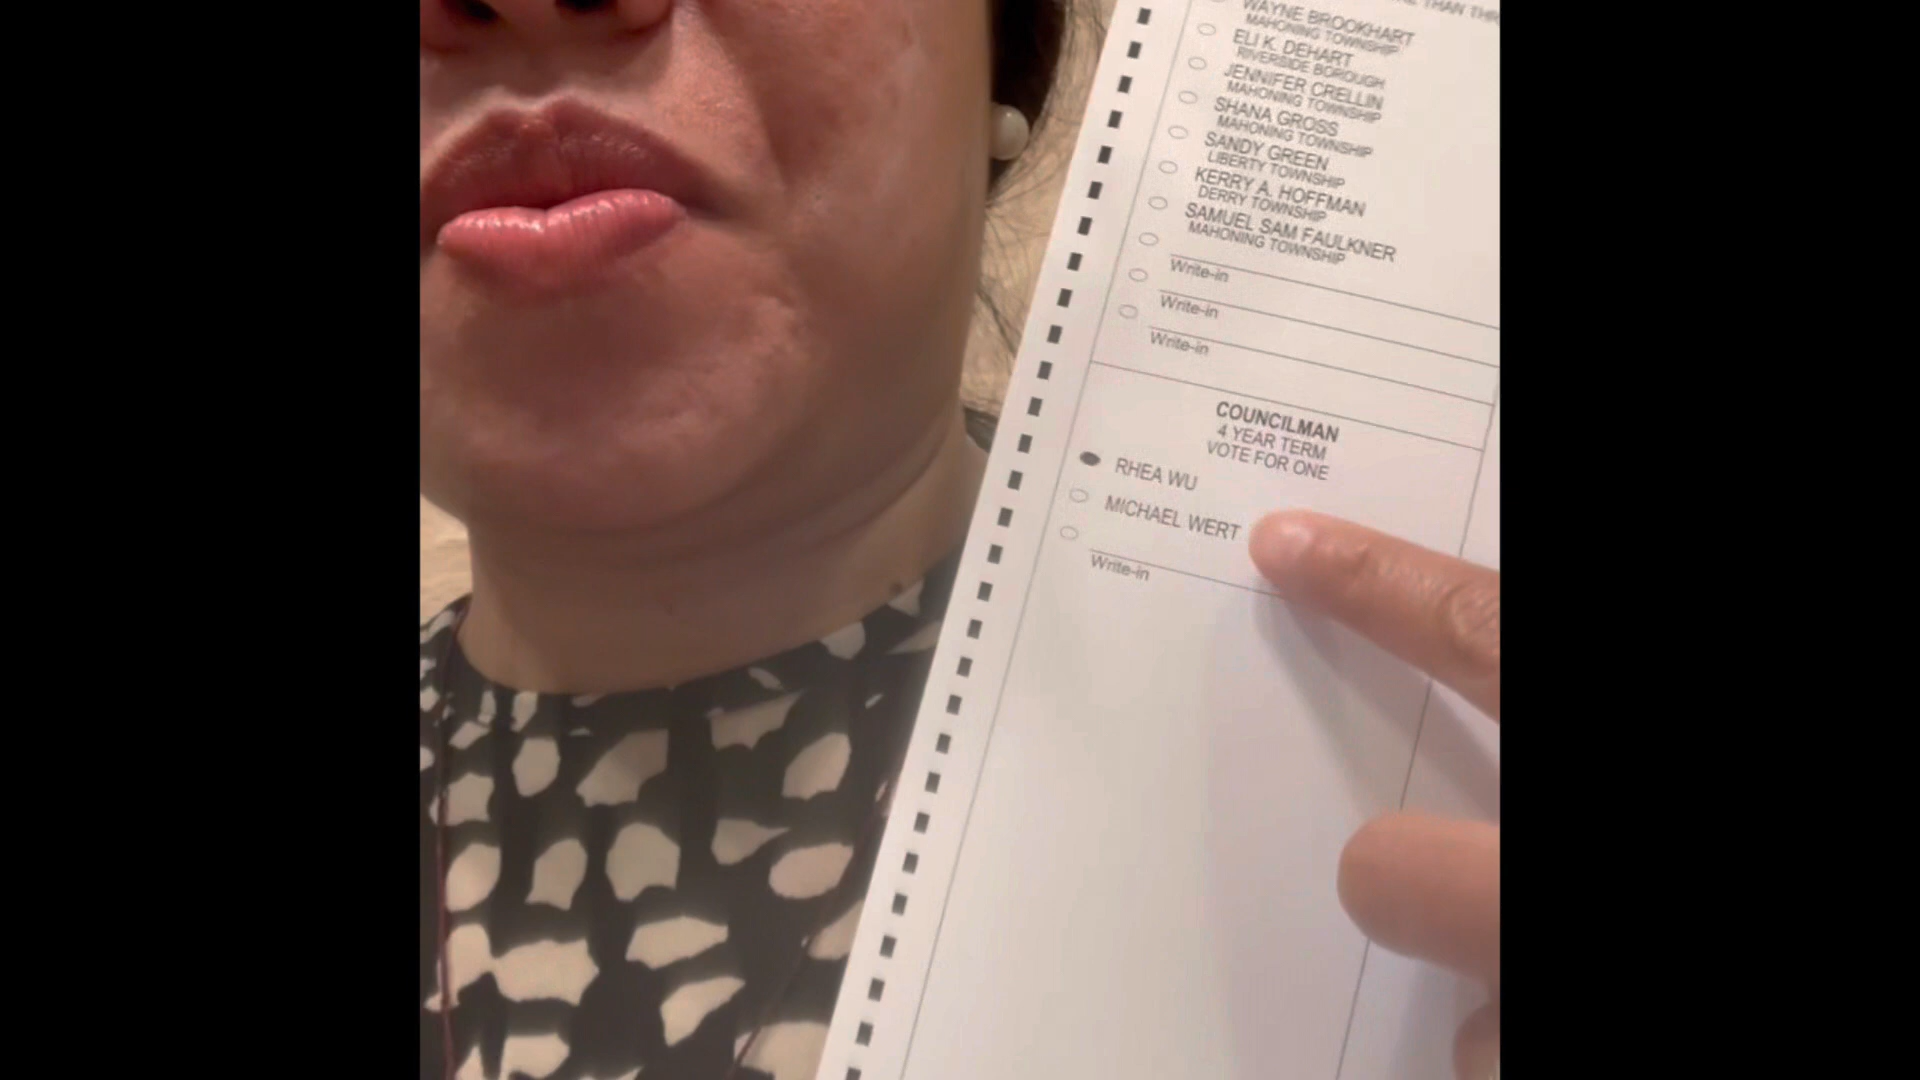 THAN THR
WAYNE BROOKHART
MAHONING TOWNSHIP
ELI K. DEHART
RIVERSIDE BOROUGH
JENNIFER CRELLIN
MAHONING TOWNSHIP
SHANA GROSS
MAHONING TOWNSHIP
SANDY GREEN
LIBERTY TOWNSHIP
KERRY A. HOFFMAN
DERRY TOWNSHIP
SAMUEL SAM FAULKNER
MAHONING TOWNSHIP
Write-in
Write-in
Write-in
COUNCILMAN
4 YEAR TERM
VOTE FOR ONE
RHEA WU
MICHAEL WERT
Write-in